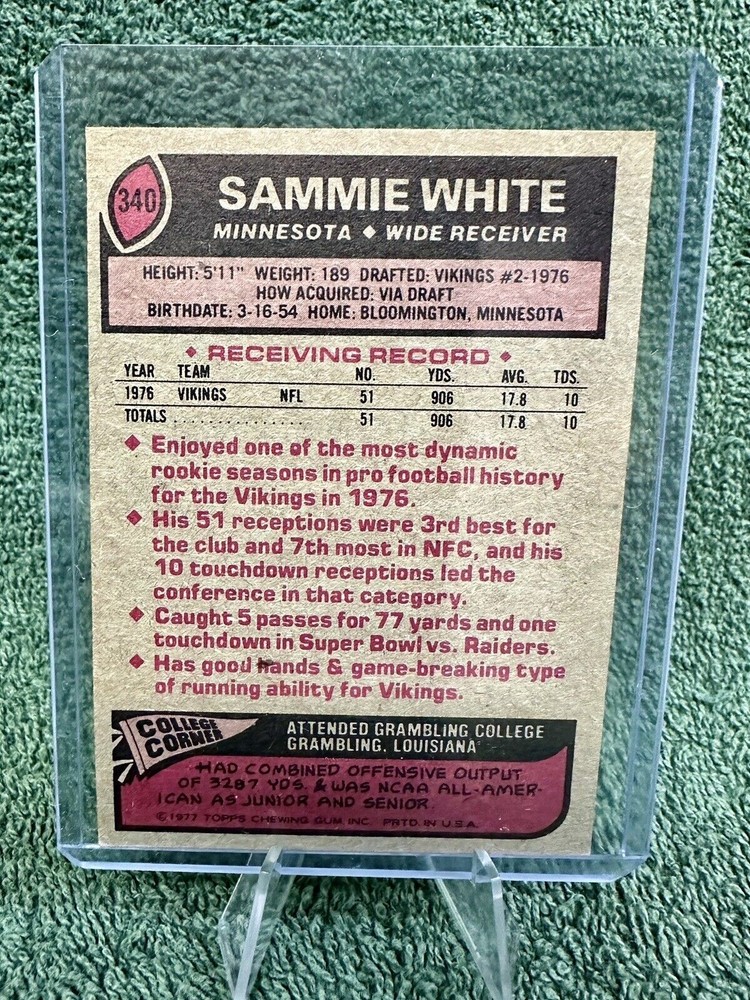 340
SAMMIE WHITE
MINNESOTA ◆ WIDE RECEIVER
HEIGHT: 5'11" WEIGHT: 189 DRAFTED: VIKINGS #2-1976
HOW ACQUIRED: VIA DRAFT
BIRTHDATE: 3-16-54 HOME: BLOOMINGTON, MINNESOTA
◆ RECEIVING RECORD ◆
YEAR TEAM NO. YDS. AVG. TDS.
1976 VIKINGS NFL 51 906 17.8 10
TOTALS . . . . . . . . . . . . . . . . 51 906 17.8 10
◆ Enjoyed one of the most dynamic
rookie seasons in pro football history
for the Vikings in 1976.
◆ His 51 receptions were 3rd best for
the club and 7th most in NFC, and his
10 touchdown receptions led the
conference in that category.
◆ Caught 5 passes for 77 yards and one
touchdown in Super Bowl vs. Raiders.
◆ Has good hands & game-breaking type
of running ability for Vikings.
COLLEGE
CORNER
ATTENDED GRAMBLING COLLEGE
GRAMBLING, LOUISIANA
HAD COMBINED OFFENSIVE OUTPUT
OF 3287 YDS. & WAS NCAA ALL-AMER-
ICAN AS JUNIOR AND SENIOR.
©1977 TOPPS CHEWING GUM, INC. PRTD. IN U.S.A.